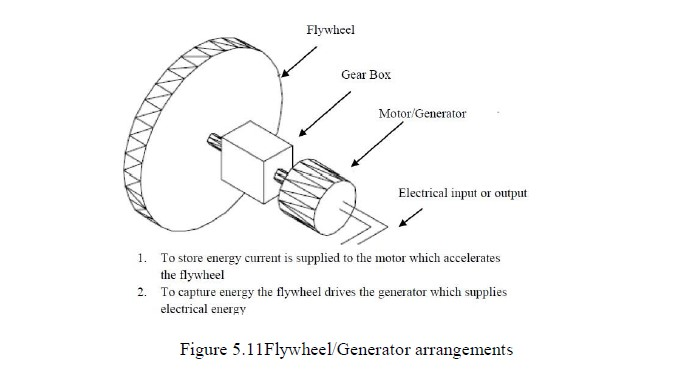 Flywheel
Gear Box
Motor/Generator
Electrical input or output
1. To store energy current is supplied to the motor which accelerates
the flywheel
2. To capture energy the flywheel drives the generator which supplies
electrical energy
Figure 5.11Flywheel/Generator arrangements